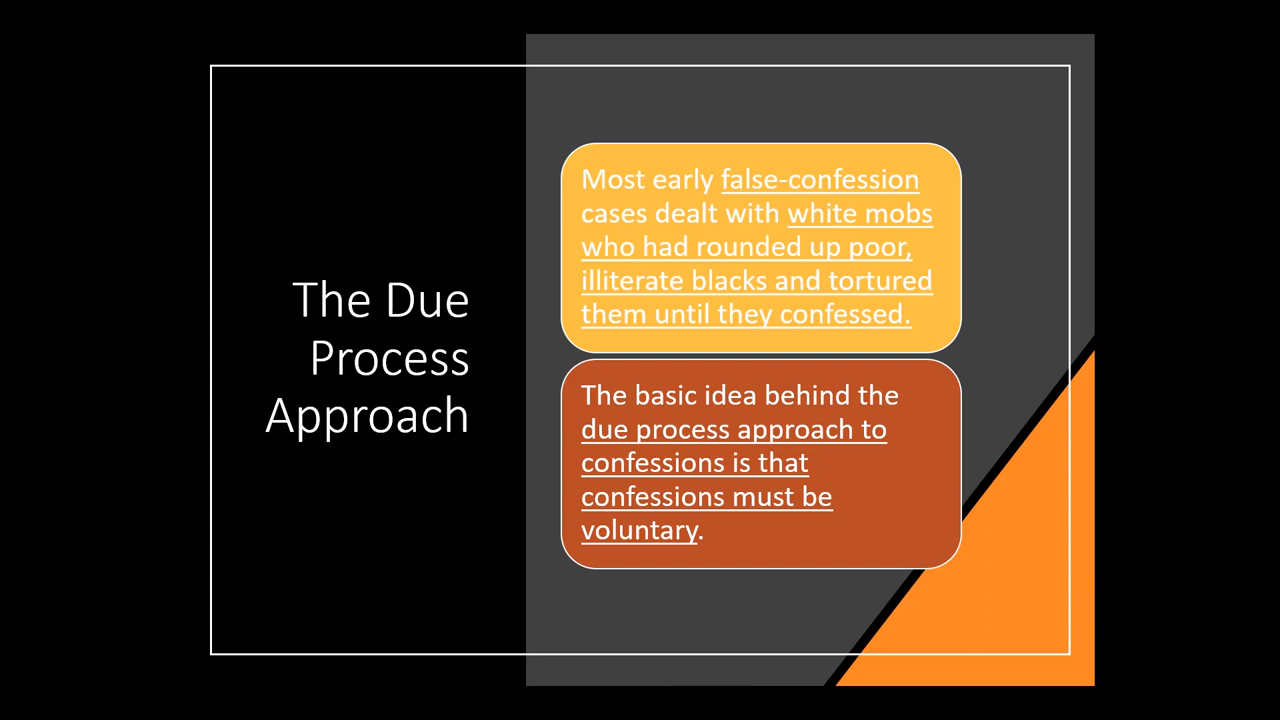 The Due
Process
Approach
Most early false-confession
cases dealt with white mobs
who had rounded up poor,
illiterate blacks and tortured
them until they confessed.
The basic idea behind the
due process approach to
confessions is that
confessions must be
voluntary.